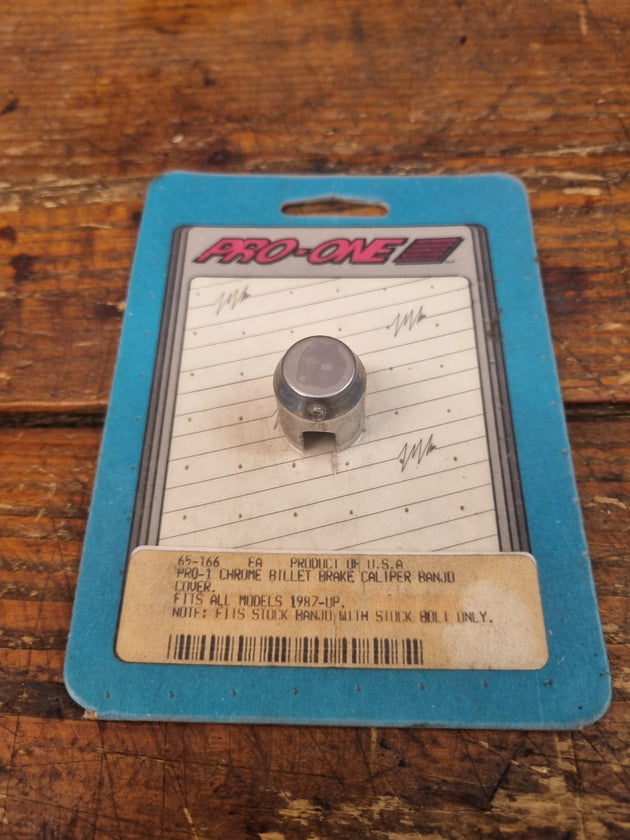 PRO-ONE
65-166 EA PRODUCT OF U.S.A
PRO-1 CHROME BILLET BRAKE CALIPER BANJO
COVER.
FITS ALL MODELS 1987-UP.
NOTE: FITS STOCK BANJO WITH STOCK BOLT ONLY.